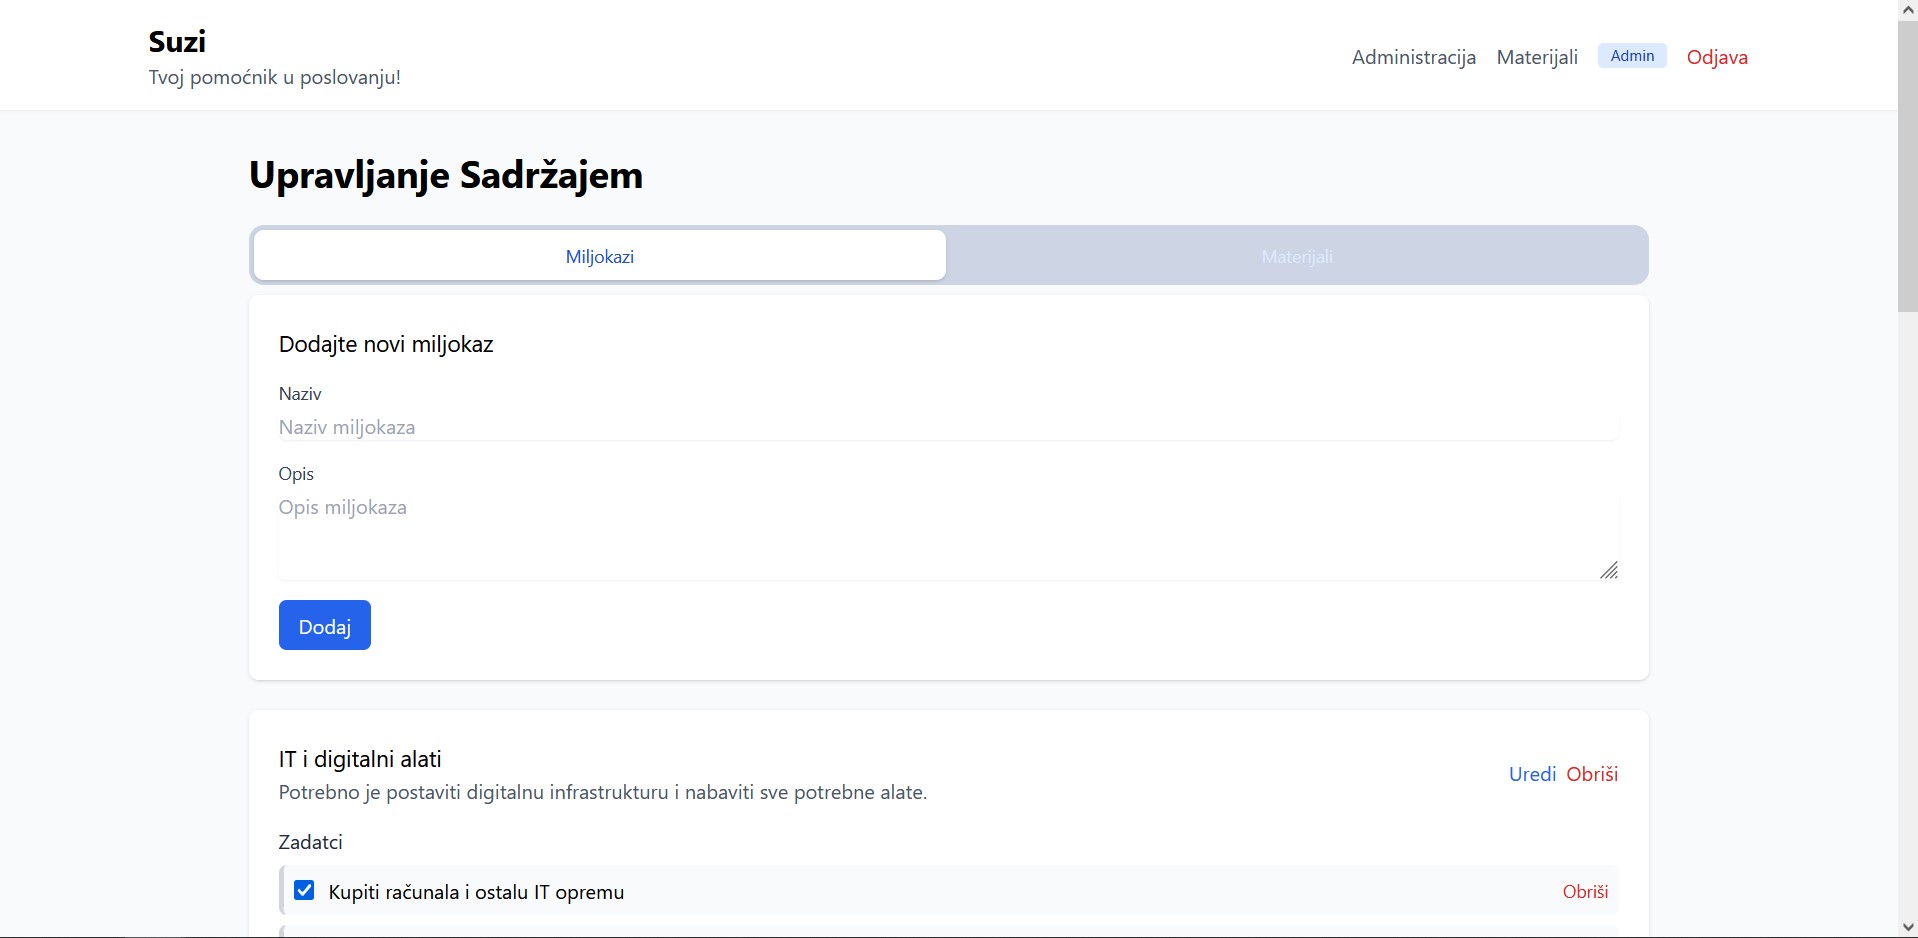 Suzi
Tvoj pomoćnik u poslovanju!
Administracija Materijali Admin Odjava
Upravljanje Sadržajem
Miljokazi Materijali
Dodajte novi miljokaz
Naziv
Naziv miljokaza
Opis
Opis miljokaza
Dodaj
IT i digitalni alati
Potrebno je postaviti digitalnu infrastrukturu i nabaviti sve potrebne alate.
Uredi Obriši
Zadatci
Kupiti računala i ostalu IT opremu Obriši